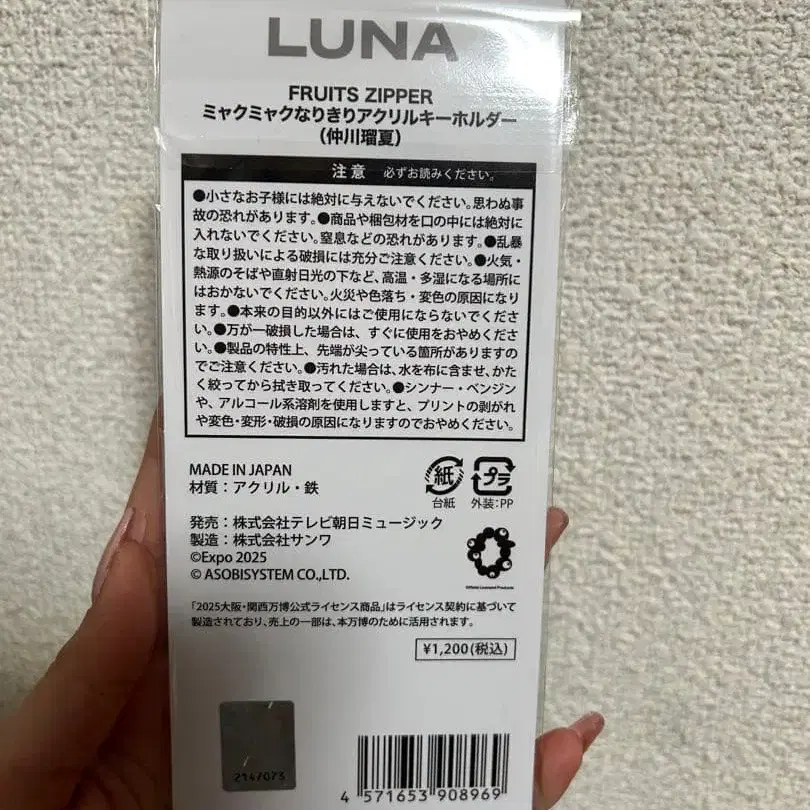 LUNA
FRUITS ZIPPER
ミャクミャクなりきりアクリルキーホルダー
（仲川瑠夏）
注意 必ずお読みください。
●小さなお子様には絶対に与えないでください。思わぬ事
故の恐れがあります。●商品や梱包材を口の中には絶対に
入れないでください。窒息などの恐れがあります。●乱暴
な取り扱いによる破損には充分ご注意ください。●火気・
熱源のそばや直射日光の下など、高温・多湿になる場所に
はおかないでください。火災や色落ち・変色の原因になり
ます。●本来の目的以外にはご使用にならないでくださ
い。●万が一破損した場合は、すぐに使用をおやめくださ
い。●製品の特性上、先端が尖っている箇所がありますの
でご注意ください。●汚れた場合は、水を布に含ませ、かた
く絞ってから拭き取ってください。●シンナー・ベンジン
や、アルコール系溶剤を使用しますと、プリントの剥がれ
や変色・変形・破損の原因になりますのでおやめください。
MADE IN JAPAN
材質：アクリル・鉄
紙
台紙
プラ
外装：PP
発売：株式会社テレビ朝日ミュージック
製造：株式会社サンワ
©Expo 2025
© ASOBISYSTEM CO.,LTD.
Official Licensed Products
「2025大阪・関西万博公式ライセンス商品」はライセンス契約に基づいて
製造されており、売上の一部は、本万博のために活用されます。
¥1,200(税込)
214/073
4 571653 908969